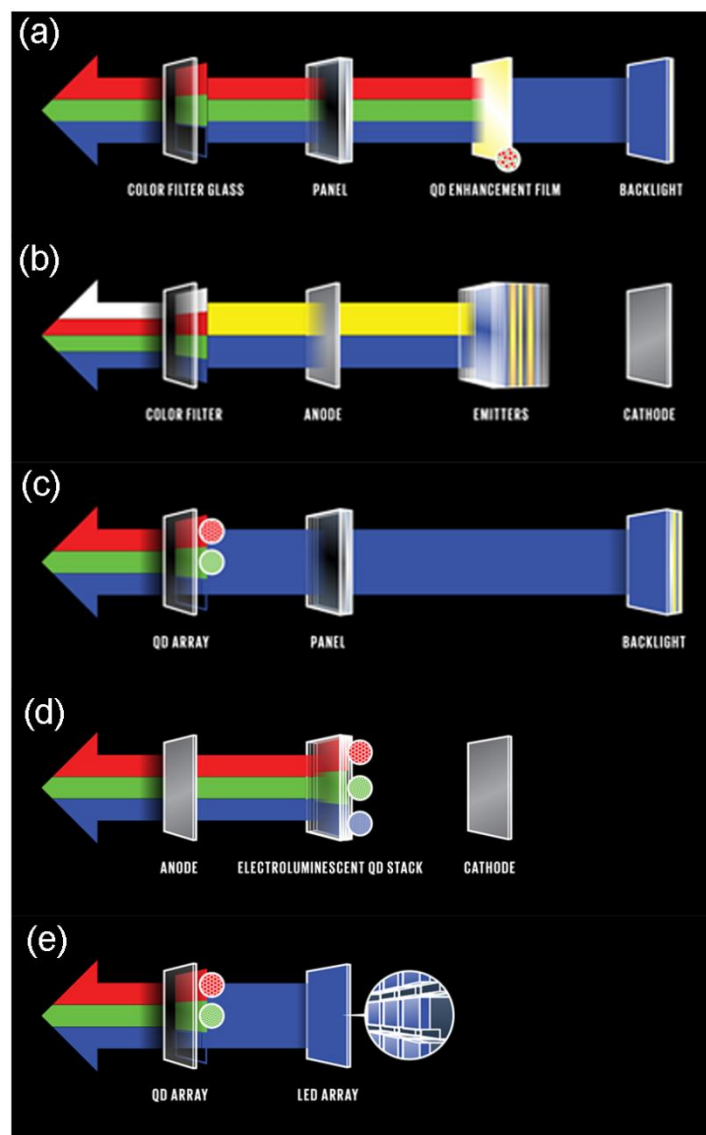 (a)
COLOR FILTER GLASS PANEL QD ENHANCEMENT FILM BACKLIGHT
(b)
COLOR FILTER ANODE EMITTERS CATHODE
(c)
QD ARRAY PANEL BACKLIGHT
(d)
ANODE ELECTROLUMINESCENT QD STACK CATHODE
(e)
QD ARRAY LED ARRAY